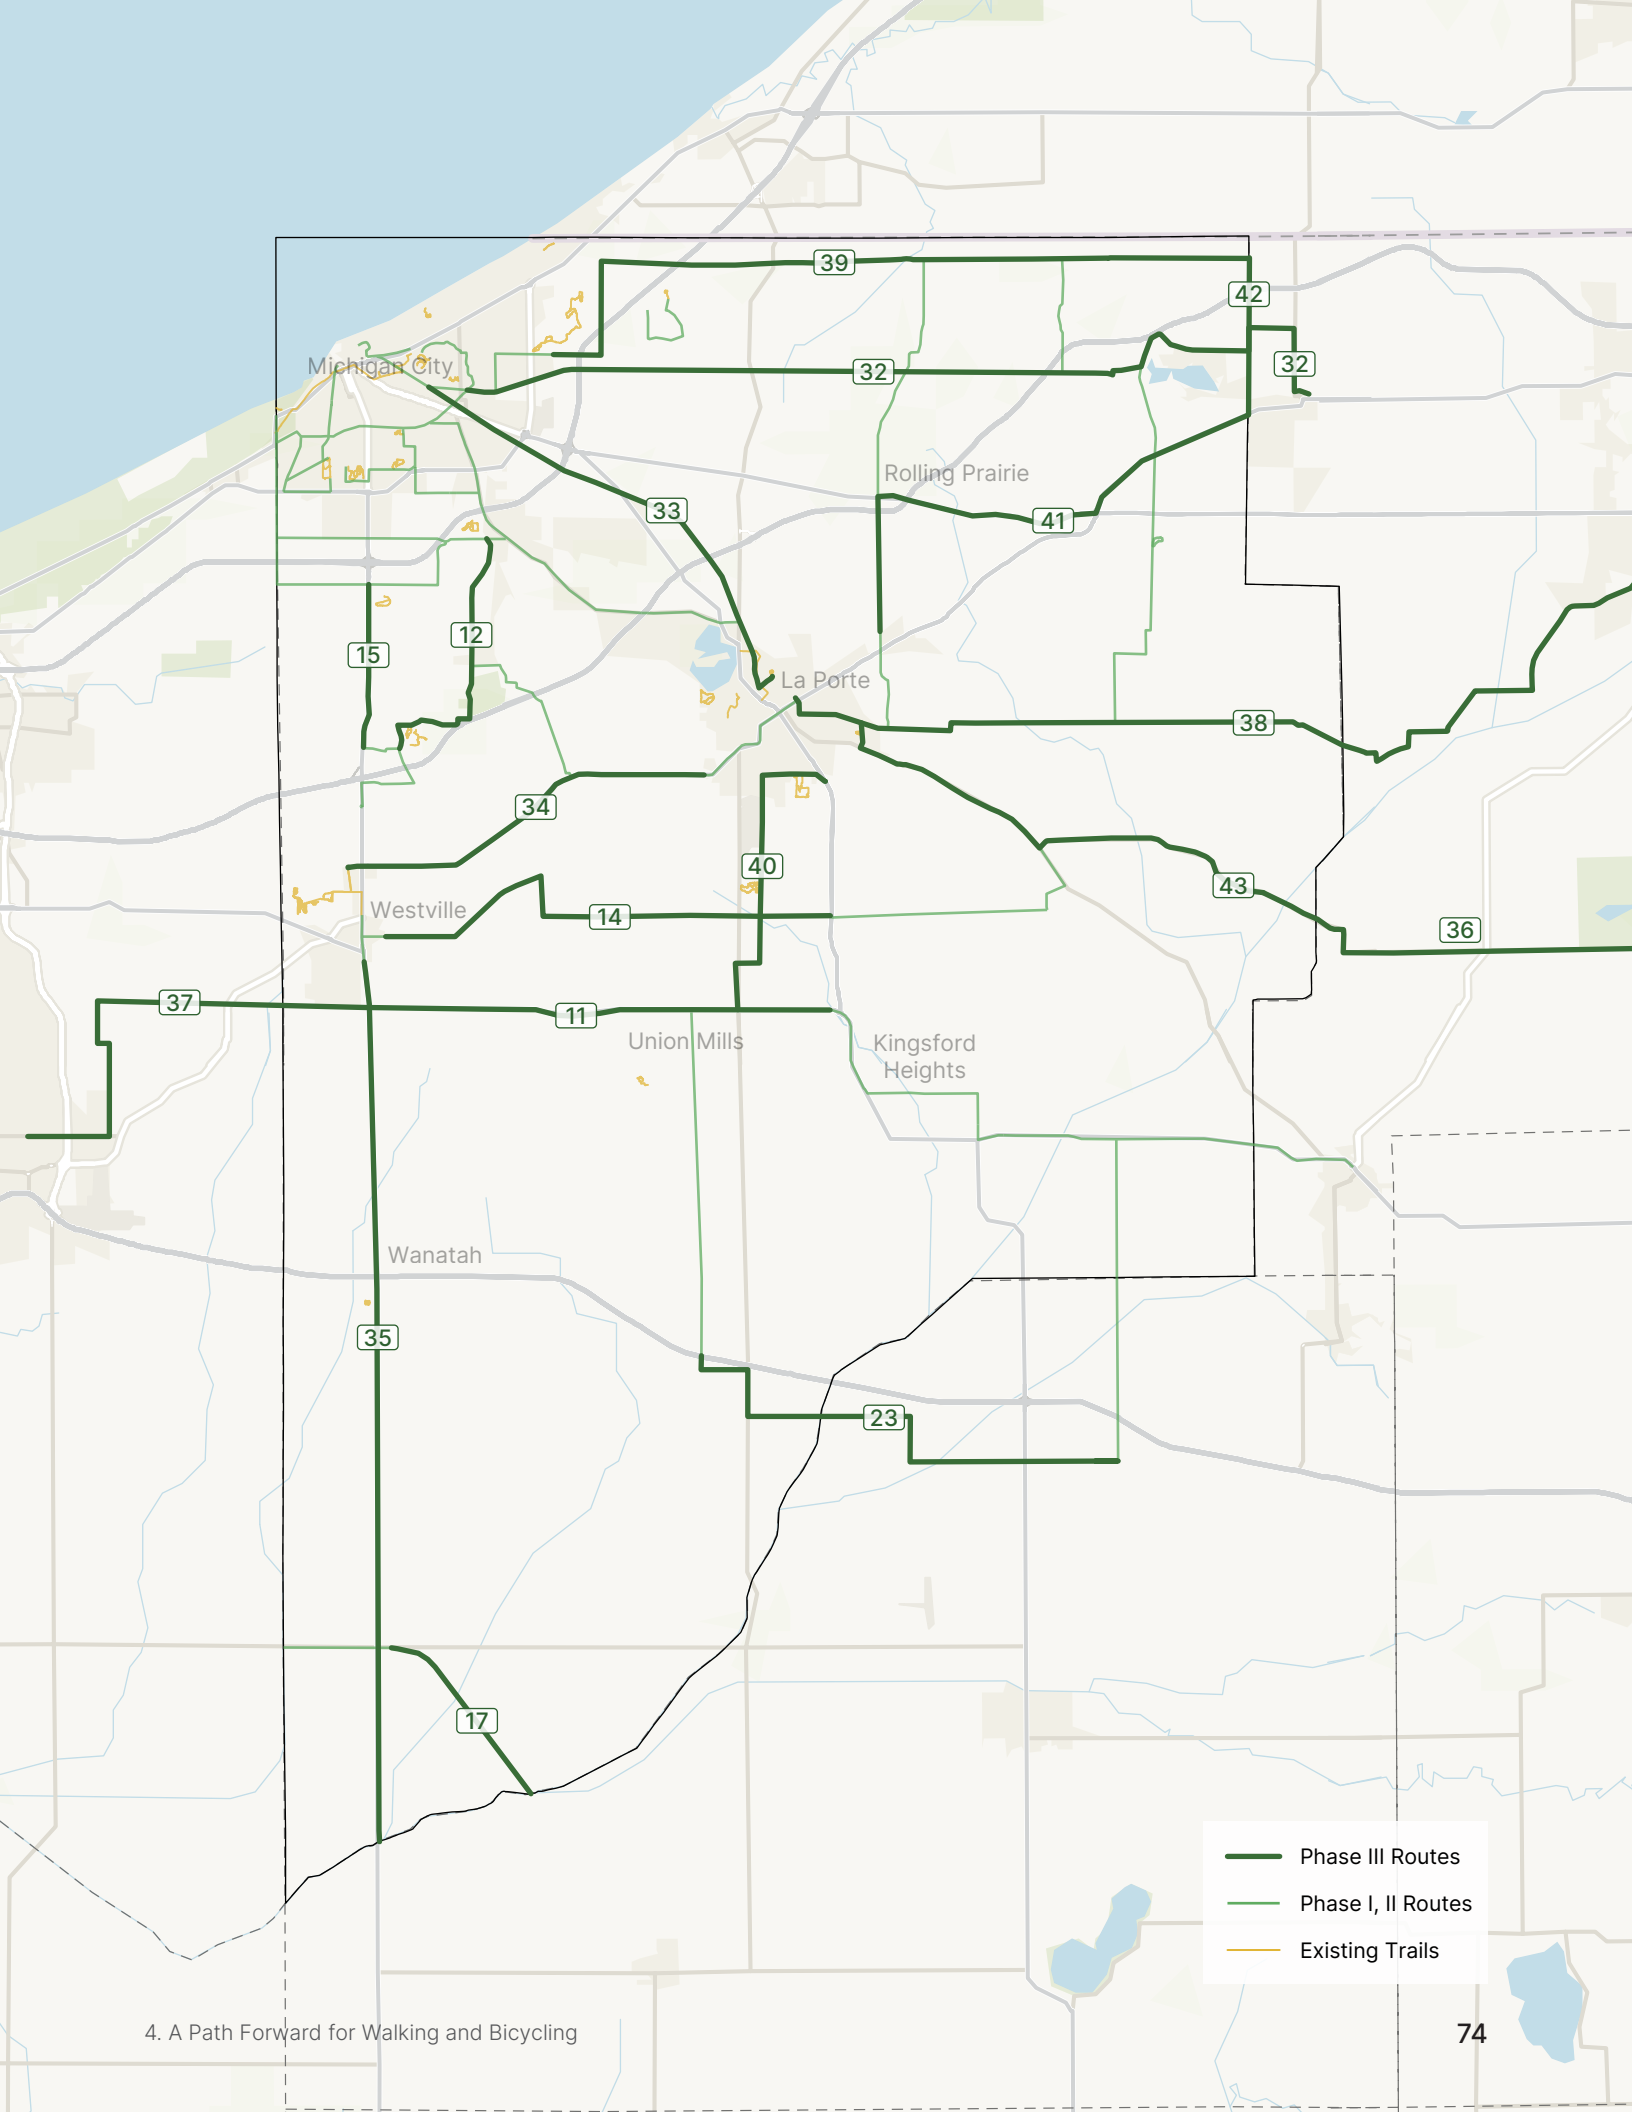 39
42
Michigan City
32
32
Rolling Prairie
33
41
12
15
La Porte
38
34
40
43
Westville
14
36
37
11
Union Mills
Kingsford
Heights
Wanatah
35
23
17
Phase III Routes
Phase I, II Routes
Existing Trails
4. A Path Forward for Walking and Bicycling
74